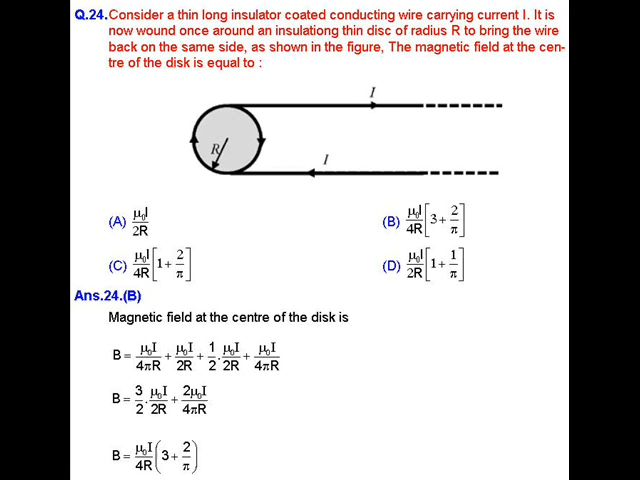 Q.24. Consider a thin long insulator coated conducting wire carrying current I. It is
now wound once around an insulationg thin disc of radius R to bring the wire
back on the same side, as shown in the figure, The magnetic field at the cen-
tre of the disk is equal to :
I
R
I
(A) μ₀I/2R (B) μ₀I/4R [3 + 2/π]
(C) μ₀I/4R [1 + 2/π] (D) μ₀I/2R [1 + 1/π]
Ans.24.(B)
Magnetic field at the centre of the disk is
B = μ₀I/4πR + μ₀I/2R + 1/2 . μ₀I/2R + μ₀I/4πR
B = 3/2 . μ₀I/2R + 2μ₀I/4πR
B = μ₀I/4R (3 + 2/π)